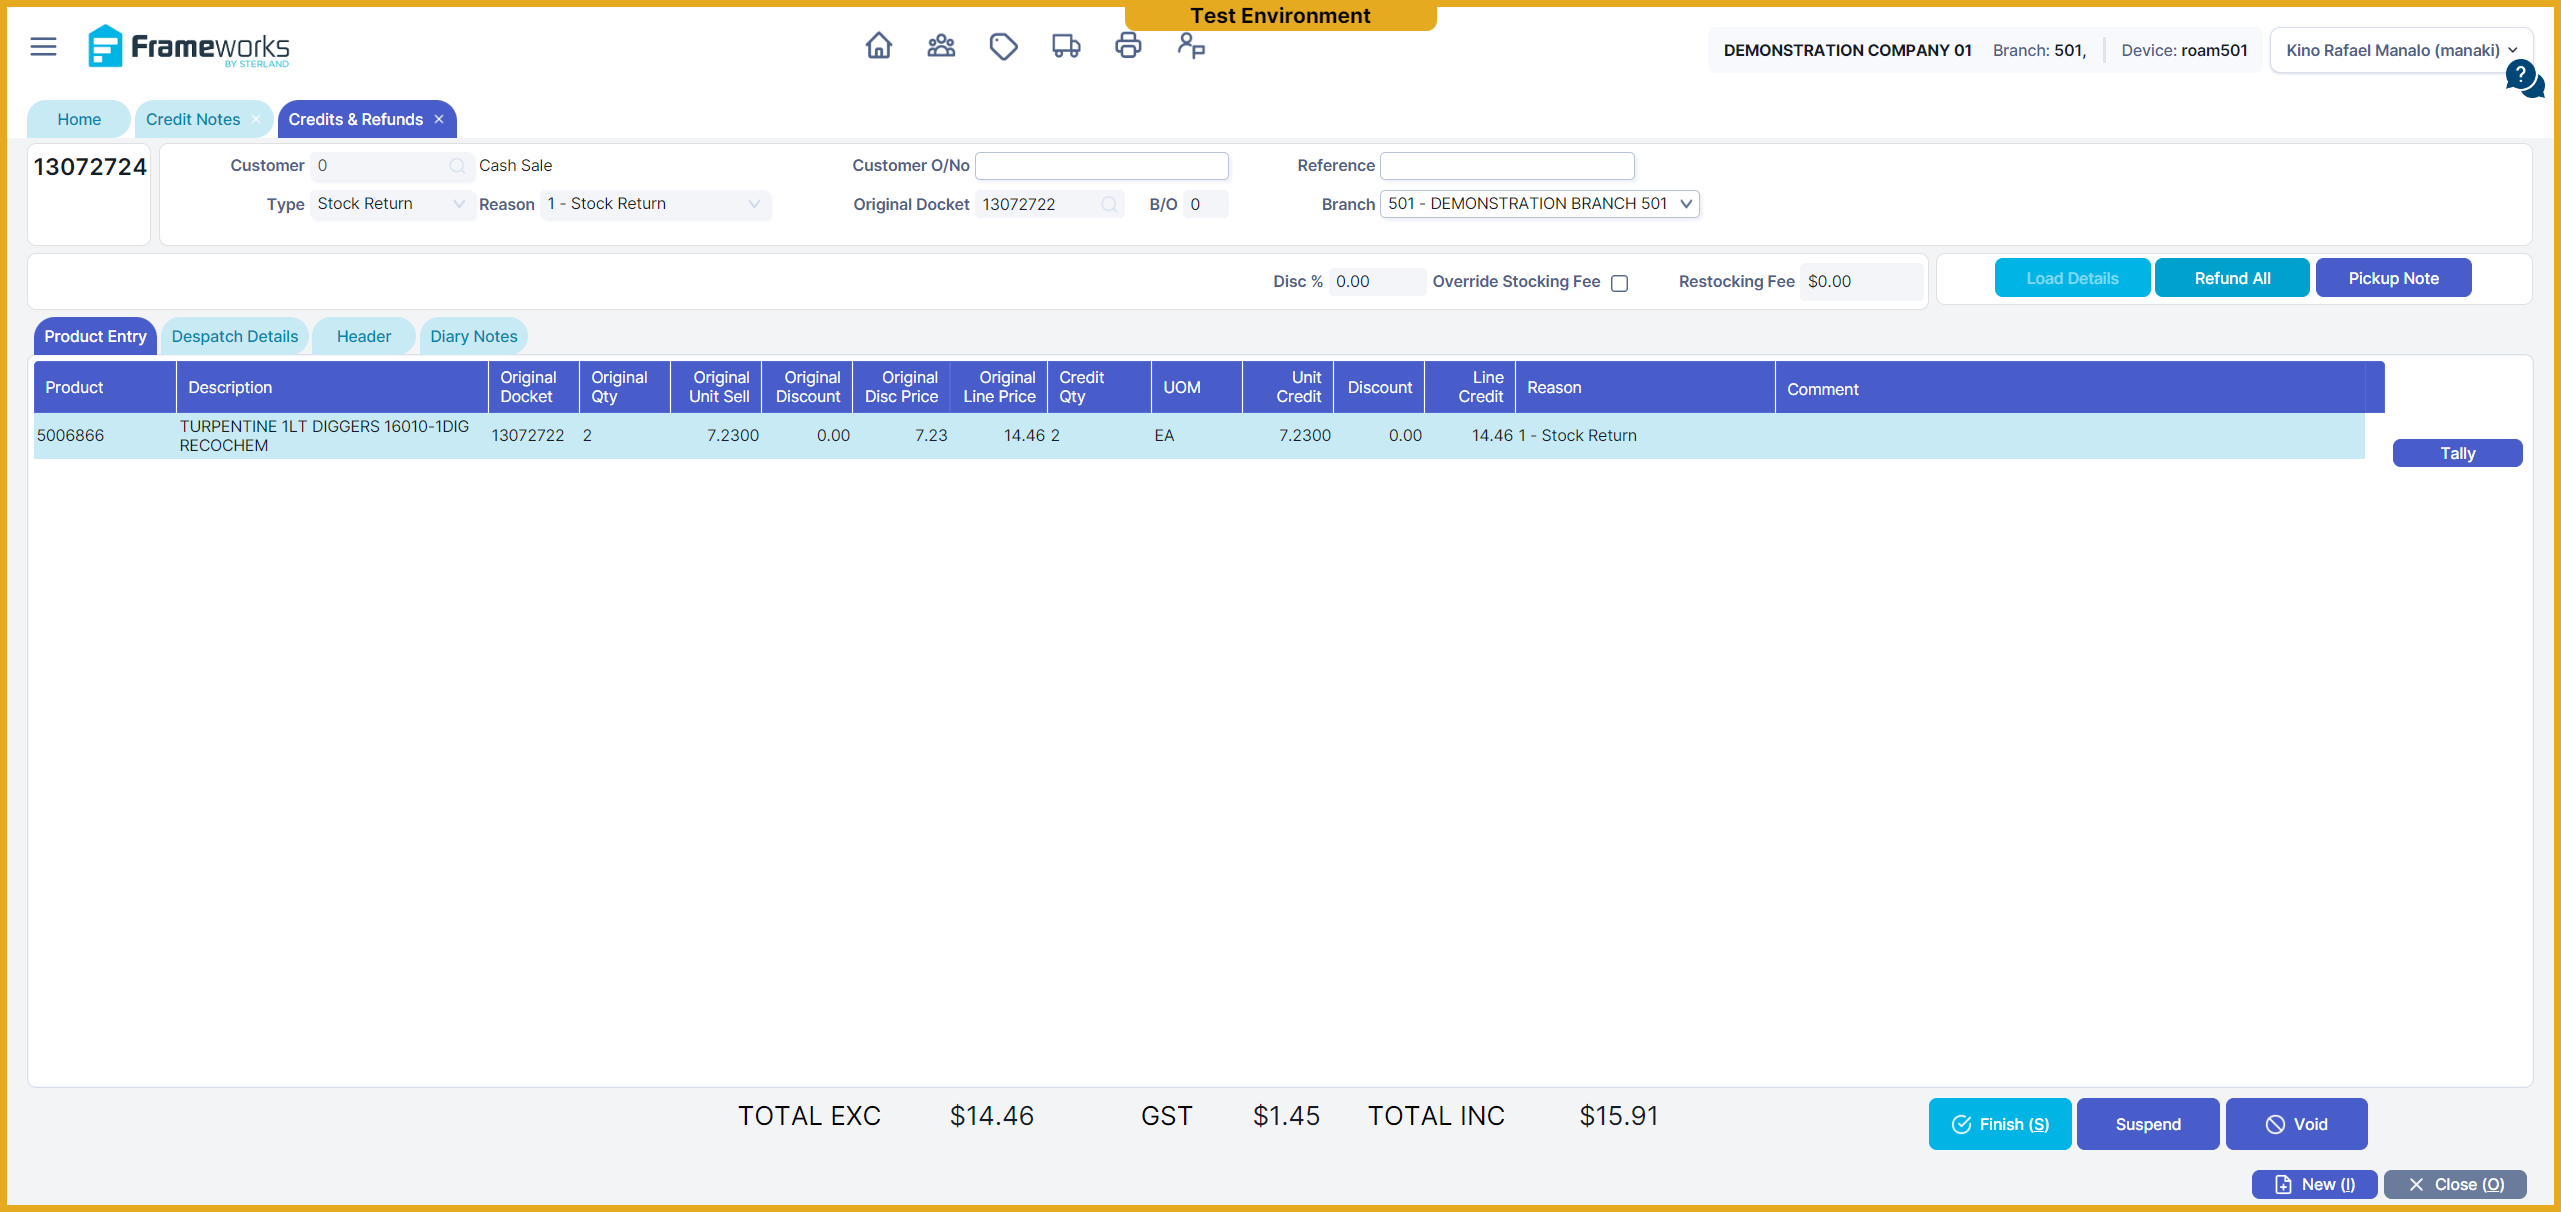 Test Environment
Frameworks
BY STERLAND
DEMONSTRATION COMPANY 01 Branch: 501, Device: roam501
Kino Rafael Manalo (manaki)
?
Home Credit Notes × Credits & Refunds ×
13072724
Customer 0 Cash Sale Customer O/No Reference
Type Stock Return Reason 1 - Stock Return Original Docket 13072722 B/O 0 Branch 501 - DEMONSTRATION BRANCH 501
Disc % 0.00 Override Stocking Fee Restocking Fee $0.00 Load Details Refund All Pickup Note
Product Entry Despatch Details Header Diary Notes
Product Description Original Docket Original Qty Original Unit Sell Original Discount Original Disc Price Original Line Price Credit Qty UOM Unit Credit Discount Line Credit Reason Comment
5006866 TURPENTINE 1LT DIGGERS 16010-1DIG RECOCHEM 13072722 2 7.2300 0.00 7.23 14.46 2 EA 7.2300 0.00 14.46 1 - Stock Return
Tally
TOTAL EXC $14.46 GST $1.45 TOTAL INC $15.91
Finish (S) Suspend Void
New (I) Close (O)